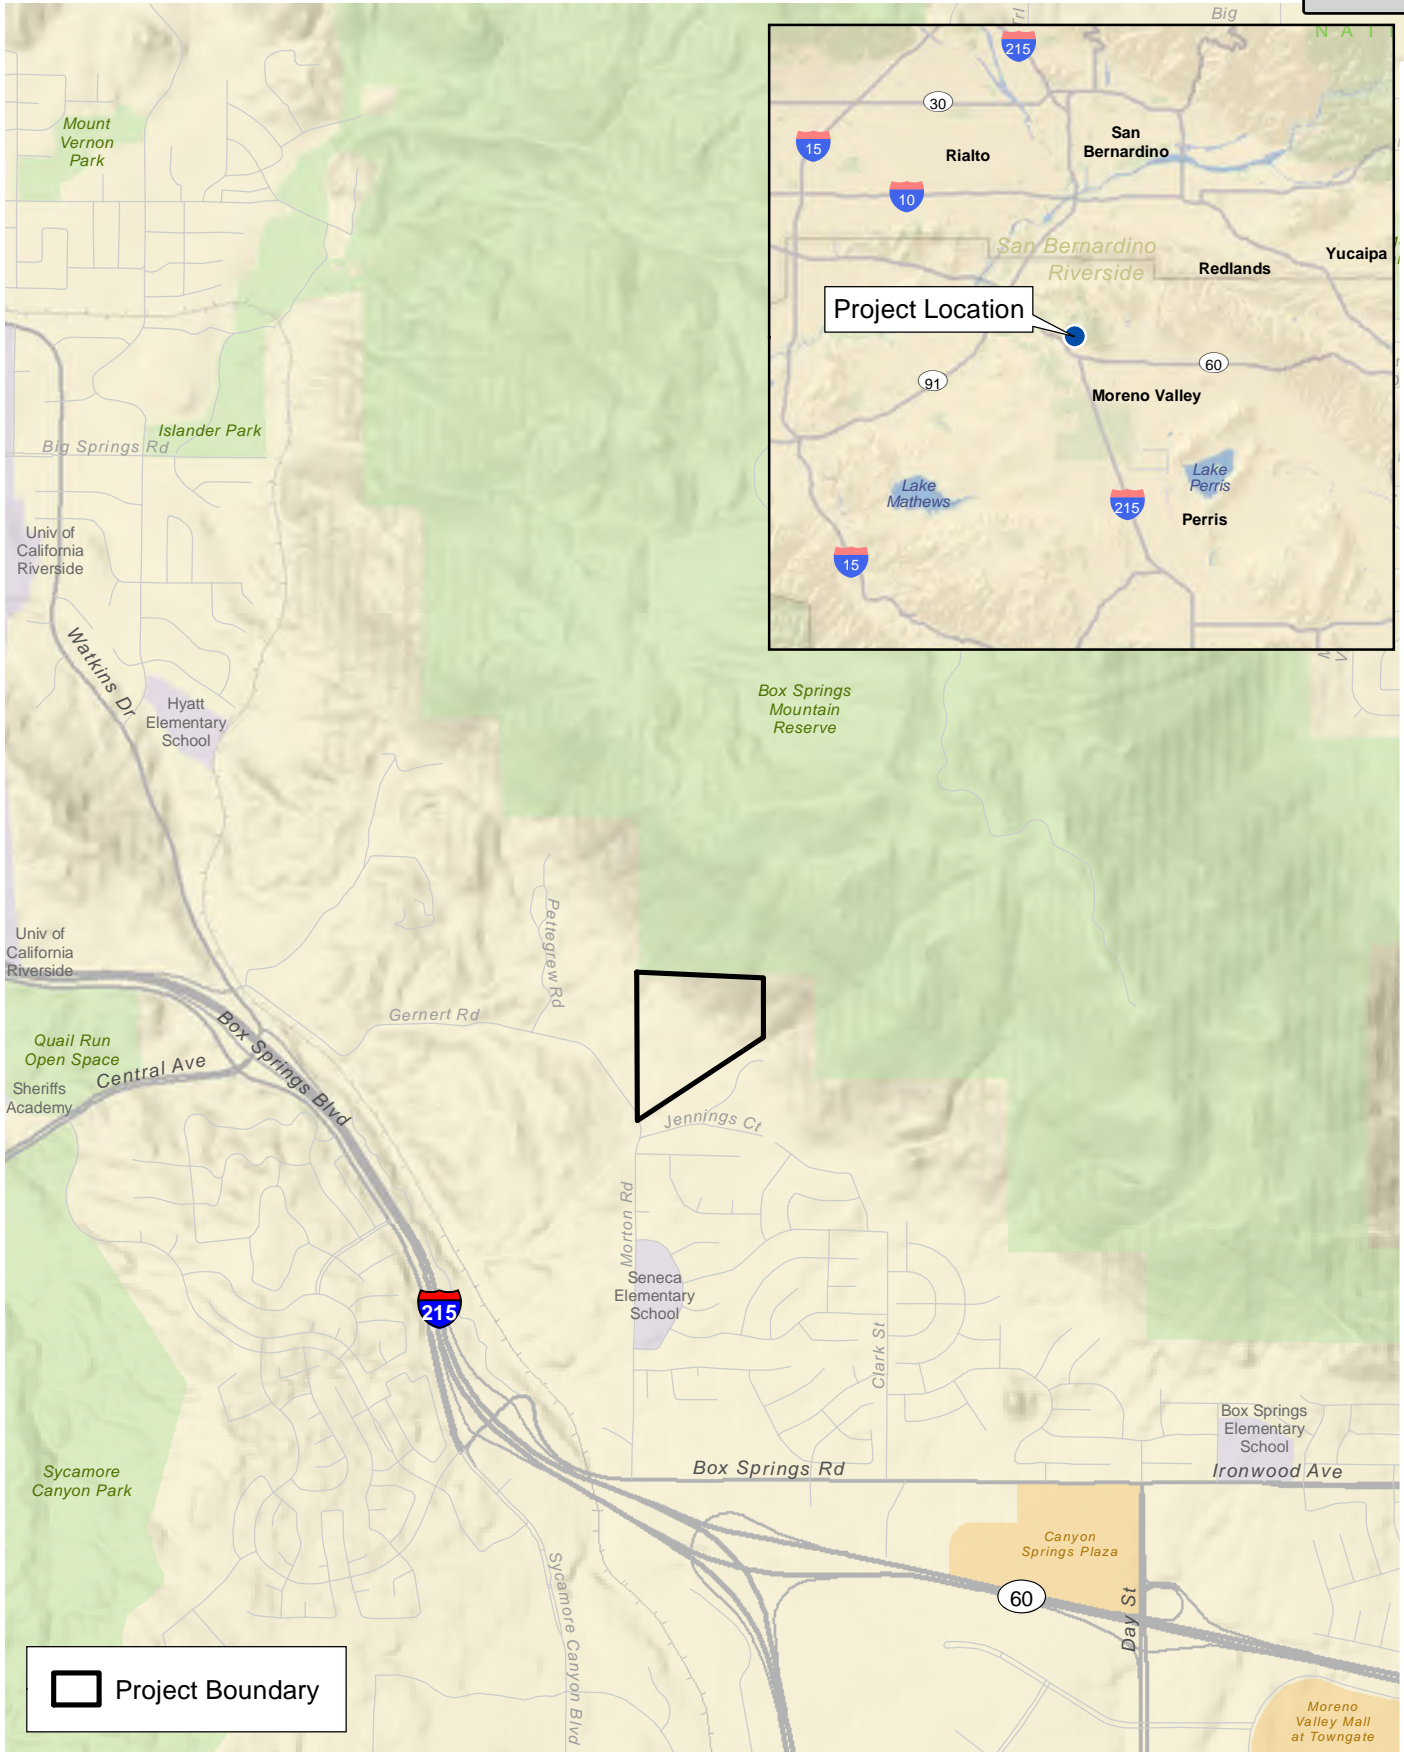 Big
Trl
N A T
215
30
San
Bernardino
15
Rialto
10
San Bernardino
Riverside
Yucaipa
Redlands
Project Location
60
91
Moreno Valley
Lake
Mathews
Lake
Perris
215
Perris
15
Mount
Vernon
Park
Islander Park
Big Springs Rd
Univ of
California
Riverside
Watkins Dr
Hyatt
Elementary
School
Box Springs
Mountain
Reserve
Pettegrew Rd
Univ of
California
Riverside
Gernert Rd
Quail Run
Open Space
Box Springs Blvd
Central Ave
Sheriffs
Academy
Jennings Ct
Morton Rd
Seneca
Elementary
School
215
Clark St
Box Springs
Elementary
School
Box Springs Rd
Ironwood Ave
Sycamore
Canyon Park
Canyon
Springs Plaza
60
Day St
Sycamore Canyon Blvd
Project Boundary
Moreno
Valley Mall
at Towngate